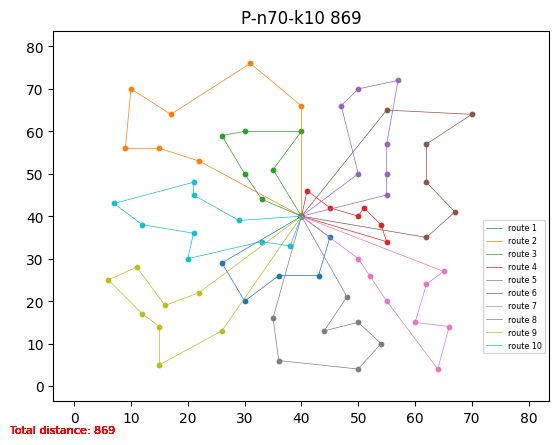 P-n70-k10 869
80
70
60
50
40
30
20
10
0
route 1
route 2
route 3
route 4
route 5
route 6
route 7
route 8
route 9
route 10
0 10 20 30 40 50 60 70 80
Total distance: 869